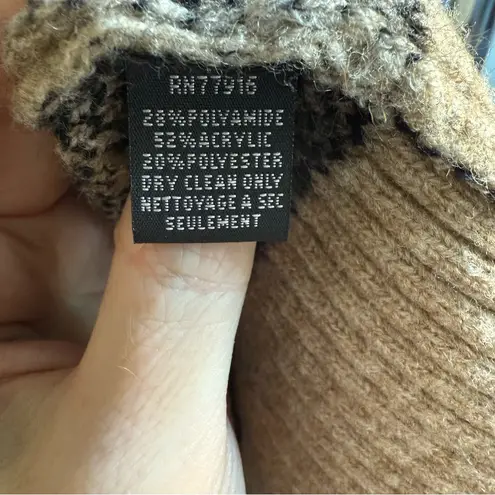 RN77916
28%POLYAMIDE
52%ACRYLIC
20%POLYESTER
DRY CLEAN ONLY
NETTOYAGE A SEC
SEULEMENT